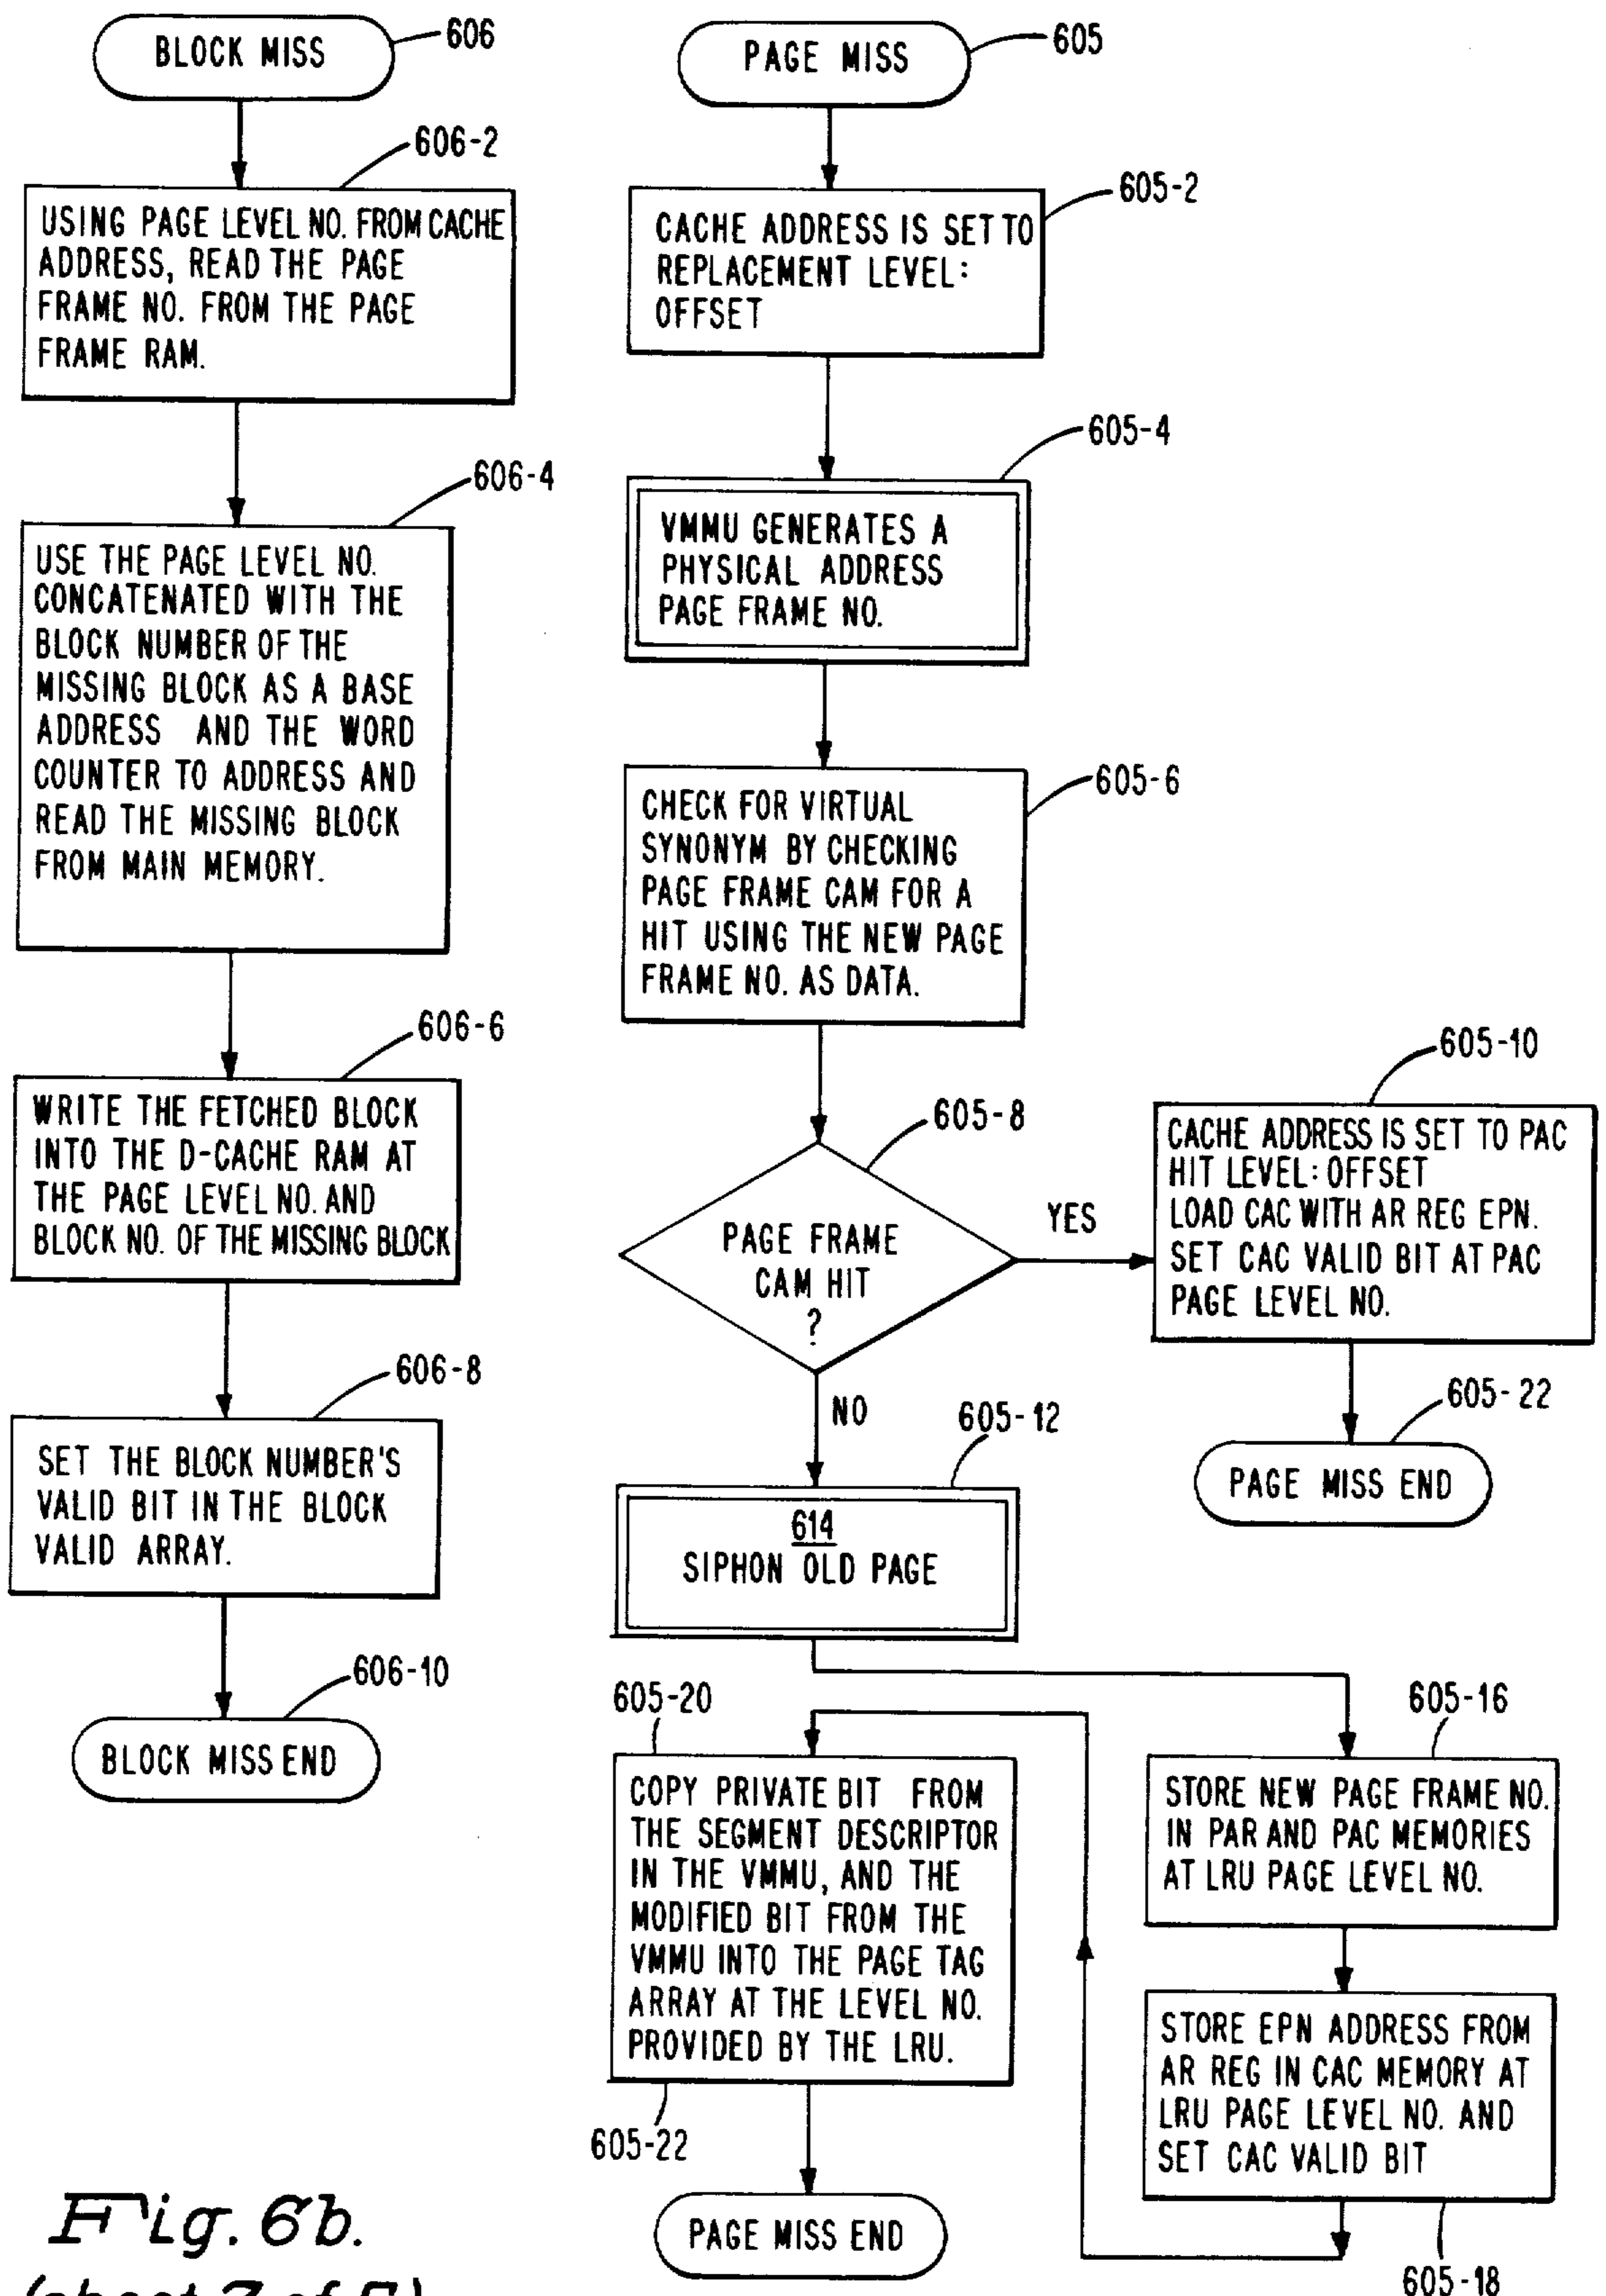 BLOCK MISS
606
606-2
USING PAGE LEVEL NO. FROM CACHE
ADDRESS, READ THE PAGE
FRAME NO. FROM THE PAGE
FRAME RAM.
606-4
USE THE PAGE LEVEL NO.
CONCATENATED WITH THE
BLOCK NUMBER OF THE
MISSING BLOCK AS A BASE
ADDRESS AND THE WORD
COUNTER TO ADDRESS AND
READ THE MISSING BLOCK
FROM MAIN MEMORY.
606-6
WRITE THE FETCHED BLOCK
INTO THE D-CACHE RAM AT
THE PAGE LEVEL NO. AND
BLOCK NO. OF THE MISSING BLOCK
606-8
SET THE BLOCK NUMBER'S
VALID BIT IN THE BLOCK
VALID ARRAY.
606-10
BLOCK MISS END
PAGE MISS
605
605-2
CACHE ADDRESS IS SET TO
REPLACEMENT LEVEL:
OFFSET
605-4
VMMU GENERATES A
PHYSICAL ADDRESS
PAGE FRAME NO.
605-6
CHECK FOR VIRTUAL
SYNONYM BY CHECKING
PAGE FRAME CAM FOR A
HIT USING THE NEW PAGE
FRAME NO. AS DATA.
605-8
PAGE FRAME
CAM HIT
?
YES
605-10
CACHE ADDRESS IS SET TO PAC
HIT LEVEL: OFFSET
LOAD CAC WITH AR REG EPN.
SET CAC VALID BIT AT PAC
PAGE LEVEL NO.
605-22
PAGE MISS END
NO
605-12
614
SIPHON OLD PAGE
605-16
STORE NEW PAGE FRAME NO.
IN PAR AND PAC MEMORIES
AT LRU PAGE LEVEL NO.
STORE EPN ADDRESS FROM
AR REG IN CAC MEMORY AT
LRU PAGE LEVEL NO. AND
SET CAC VALID BIT
605-18
605-20
COPY PRIVATE BIT FROM
THE SEGMENT DESCRIPTOR
IN THE VMMU, AND THE
MODIFIED BIT FROM THE
VMMU INTO THE PAGE TAG
ARRAY AT THE LEVEL NO.
PROVIDED BY THE LRU.
605-22
PAGE MISS END
Fig. 6b.